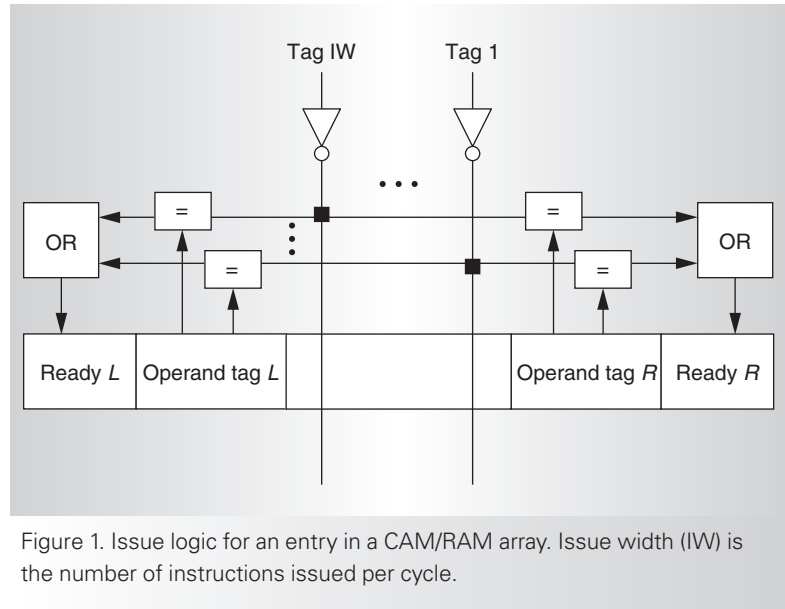 Tag IW Tag 1
= =
OR OR
= =
Ready L Operand tag L Operand tag R Ready R
Figure 1. Issue logic for an entry in a CAM/RAM array. Issue width (IW) is
the number of instructions issued per cycle.